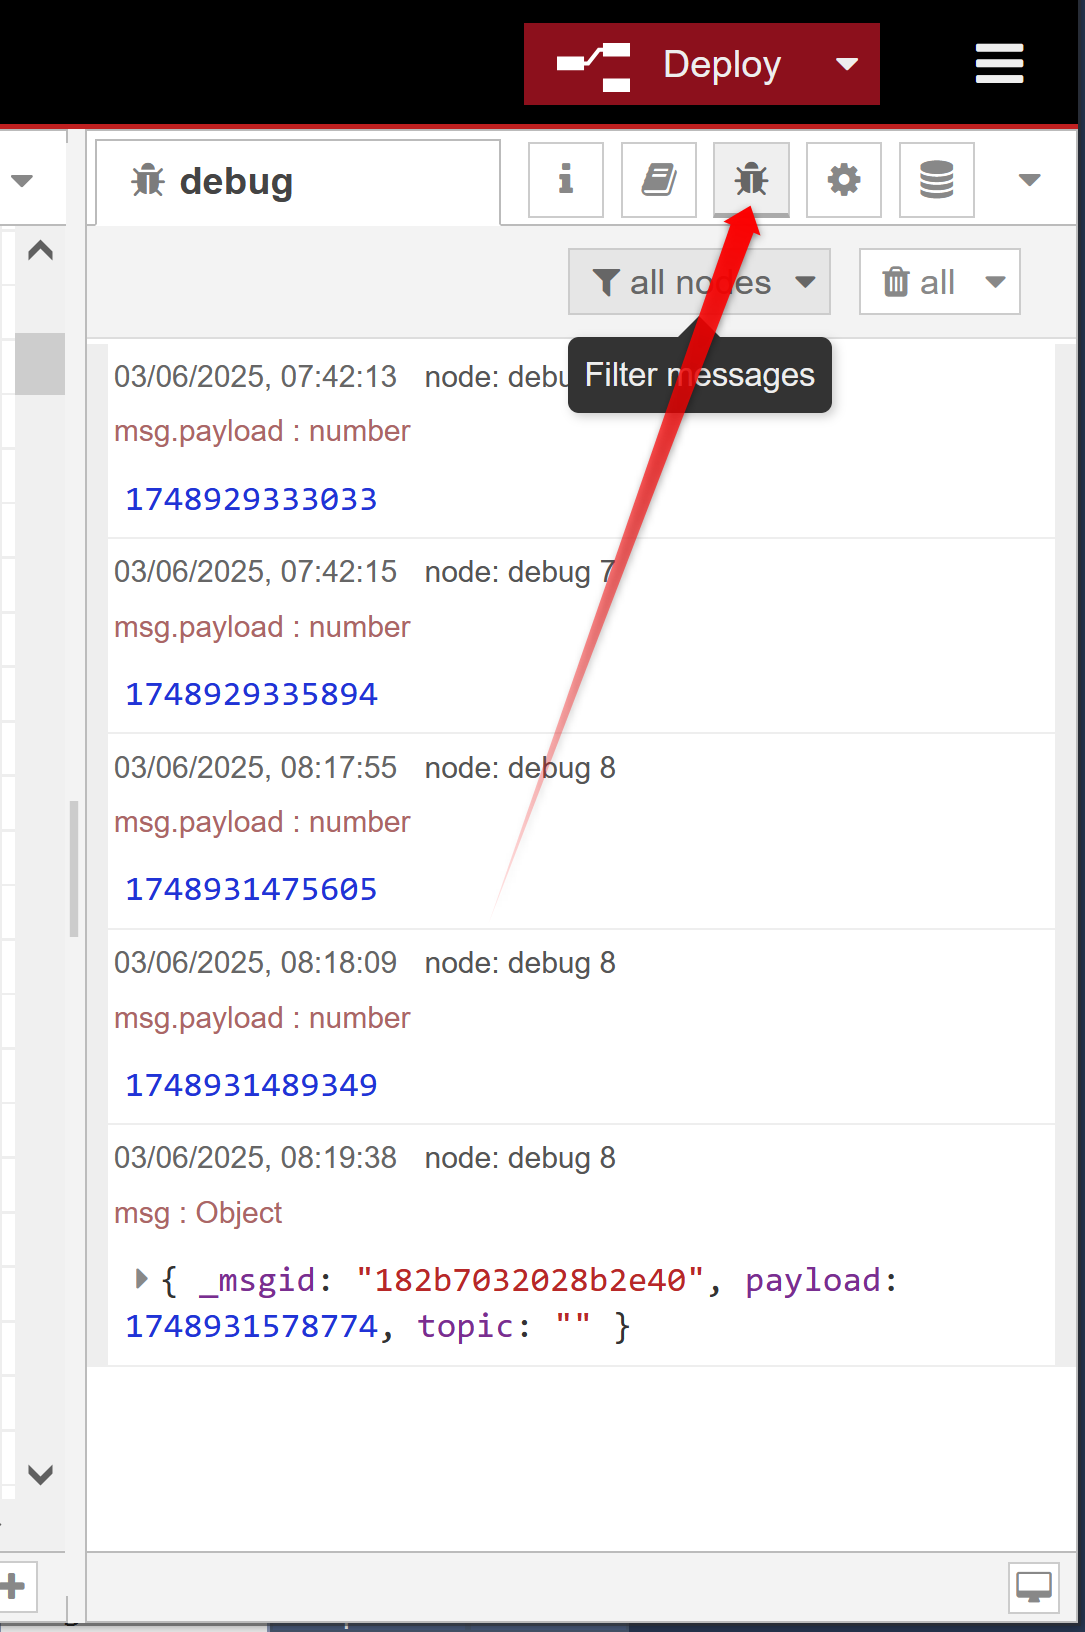 Deploy
debug
all nodes
all
Filter messages
03/06/2025, 07:42:13 node: debu
msg.payload : number
1748929333033
03/06/2025, 07:42:15 node: debug 7
msg.payload : number
1748929335894
03/06/2025, 08:17:55 node: debug 8
msg.payload : number
1748931475605
03/06/2025, 08:18:09 node: debug 8
msg.payload : number
1748931489349
03/06/2025, 08:19:38 node: debug 8
msg : Object
{ _msgid: "182b7032028b2e40", payload:
1748931578774, topic: "" }